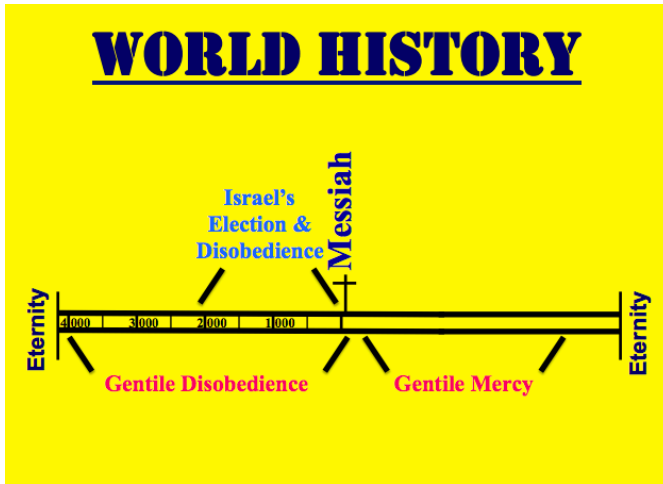 WORLD HISTORY
Israel's
Election &
Disobedience
Messiah
Eternity
4000
3000
2000
1000
Eternity
Gentile Disobedience
Gentile Mercy